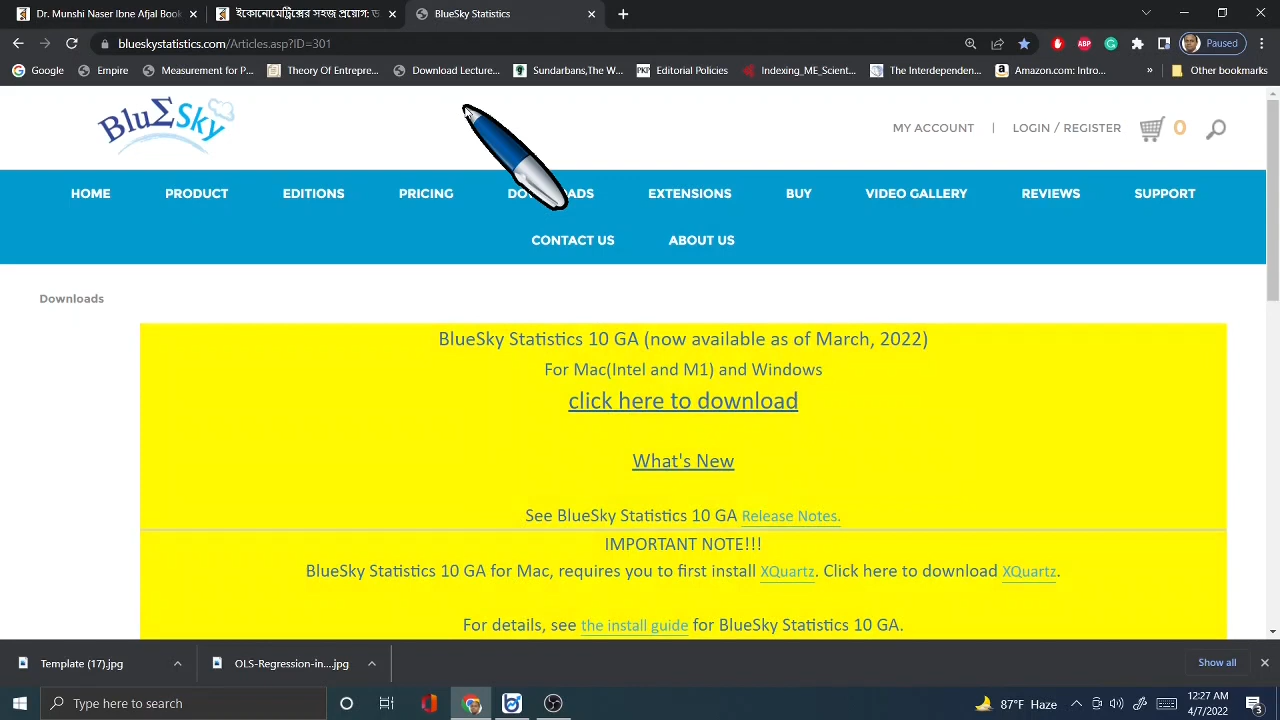 Dr. Munshi Naser Ibne Afjal Book
BlueSky Statistics
blueskystatistics.com/Articles.asp?ID=301
Paused
Google
Empire
Measurement for P...
Theory Of Entrepre...
Download Lecture...
Sundarbans,The W...
Editorial Policies
Indexing_ME_Scient...
The World's Leadin...
Amazon.com: Intro...
»
Other bookmarks
BluΣSky
MY ACCOUNT | LOGIN / REGISTER 0
HOME PRODUCT EDITIONS PRICING DOWNLOADS EXTENSIONS BUY VIDEO GALLERY REVIEWS SUPPORT
CONTACT US ABOUT US
Downloads
BlueSky Statistics 10 GA (now available as of March, 2022)
For Mac(Intel and M1) and Windows
click here to download
What's New
See BlueSky Statistics 10 GA Release Notes.
IMPORTANT NOTE!!!
BlueSky Statistics 10 GA for Mac, requires you to first install XQuartz. Click here to download XQuartz.
For details, see the install guide for BlueSky Statistics 10 GA.
Template (17).jpg
OLS-Regression-in....jpg
Show all
Type here to search
87°F Haze
12:27 AM
4/7/2022
3